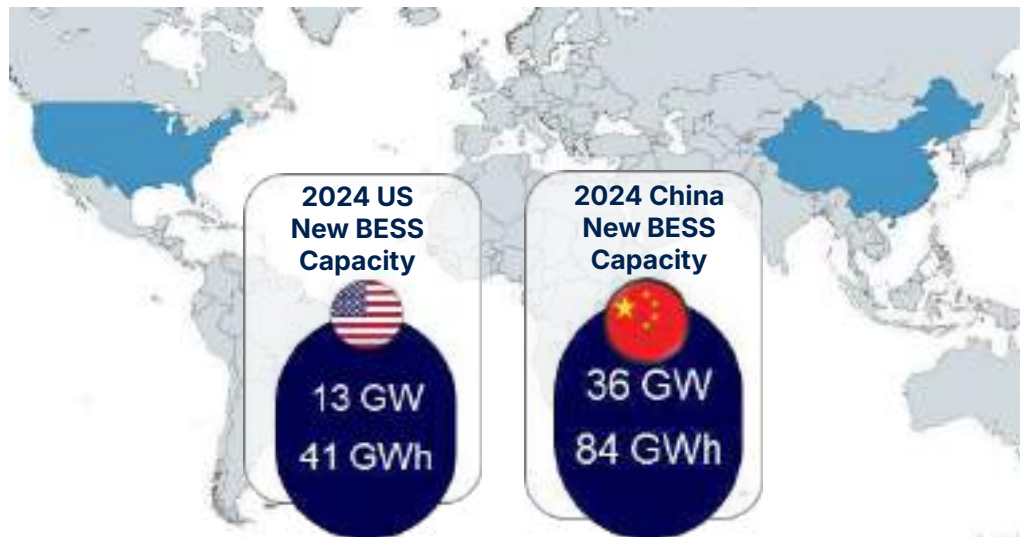 2024 US
New BESS
Capacity
13 GW
41 GWh
2024 China
New BESS
Capacity
36 GW
84 GWh